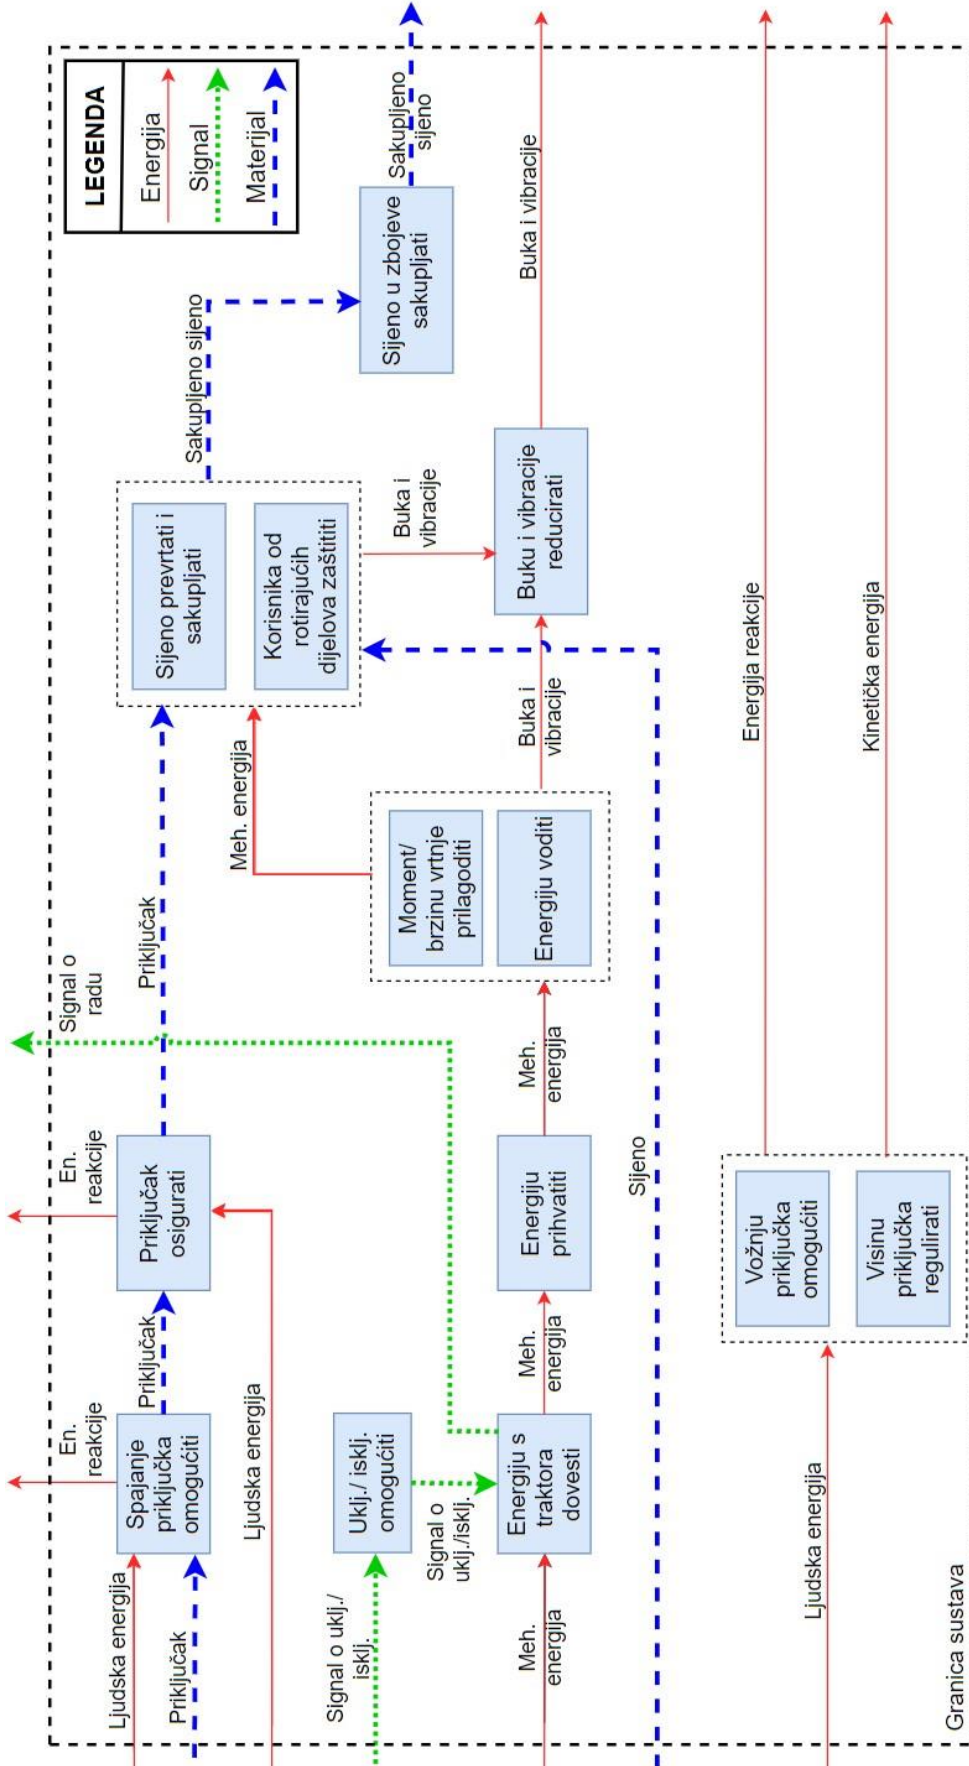 LEGENDA
Energija
Signal
Materijal
Ljudska energija
Priključak
Spajanje
priključka
omogućiti
En.
reakcije
Priključak
Ljudska energija
Priključak
osigurati
En.
reakcije
Priključak
Signal o
radu
Sijeno prevrtati i
sakupljati
Korisnika od
rotirajućih
dijelova zaštititi
Sakupljeno sijeno
Sijeno u zbojeve
sakupljati
Sakupljeno
sijeno
Signal o uklj./
isklj.
Uklj./ isklj.
omogućiti
Signal o
uklj./isklj.
Meh.
energija
Energiju s
traktora
dovesti
Meh.
energija
Energiju
prihvatiti
Meh.
energija
Moment/
brzinu vrtnje
prilagoditi
Energiju voditi
Meh. energija
Buka i
vibracije
Buka i
vibracije
Buku i vibracije
reducirati
Buka i vibracije
Sijeno
Ljudska energija
Vožnju
priključka
omogućiti
Visinu
priključka
regulirati
Energija reakcije
Kinetička energija
Granica sustava